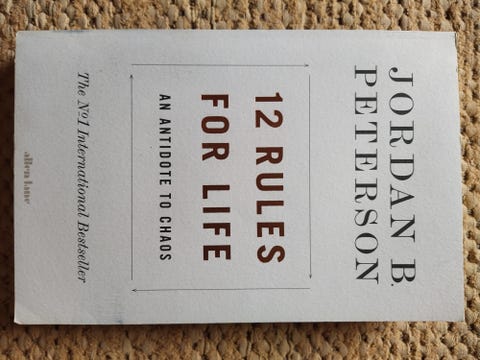 JORDAN B.
PETERSON
12 RULES
FOR LIFE
AN ANTIDOTE TO CHAOS
The Nº1 International Bestseller
allen lane